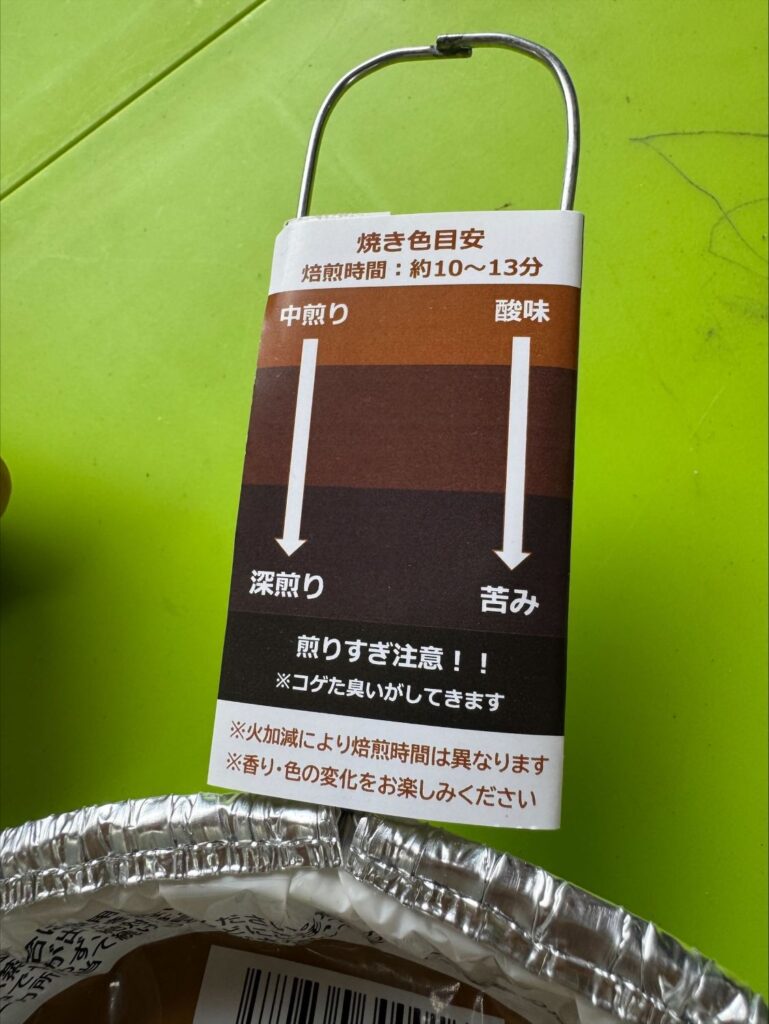 焼き色目安
焙煎時間：約10〜13分
中煎り
酸味
深煎り
苦み
煎りすぎ注意！！
※コゲた臭いがしてきます
※火加減により焙煎時間は異なります
※香り・色の変化をお楽しみください